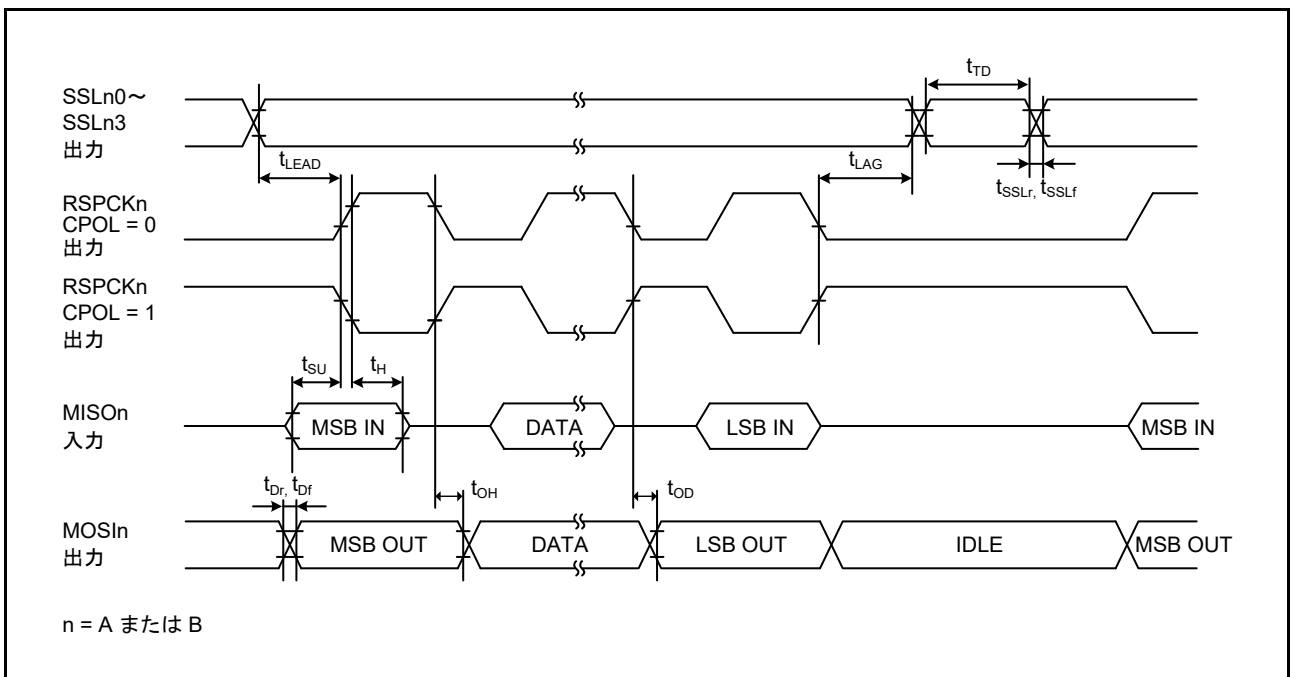 SSLn0～
SSLn3
出力
tTD
tLEAD
tLAG
tSSLr, tSSLf
RSPCKn
CPOL = 0
出力
RSPCKn
CPOL = 1
出力
tSU
tH
MISOn
入力
MSB IN
DATA
LSB IN
MSB IN
tDr, tDf
tOH
tOD
MOSIn
出力
MSB OUT
DATA
LSB OUT
IDLE
MSB OUT
n = A または B